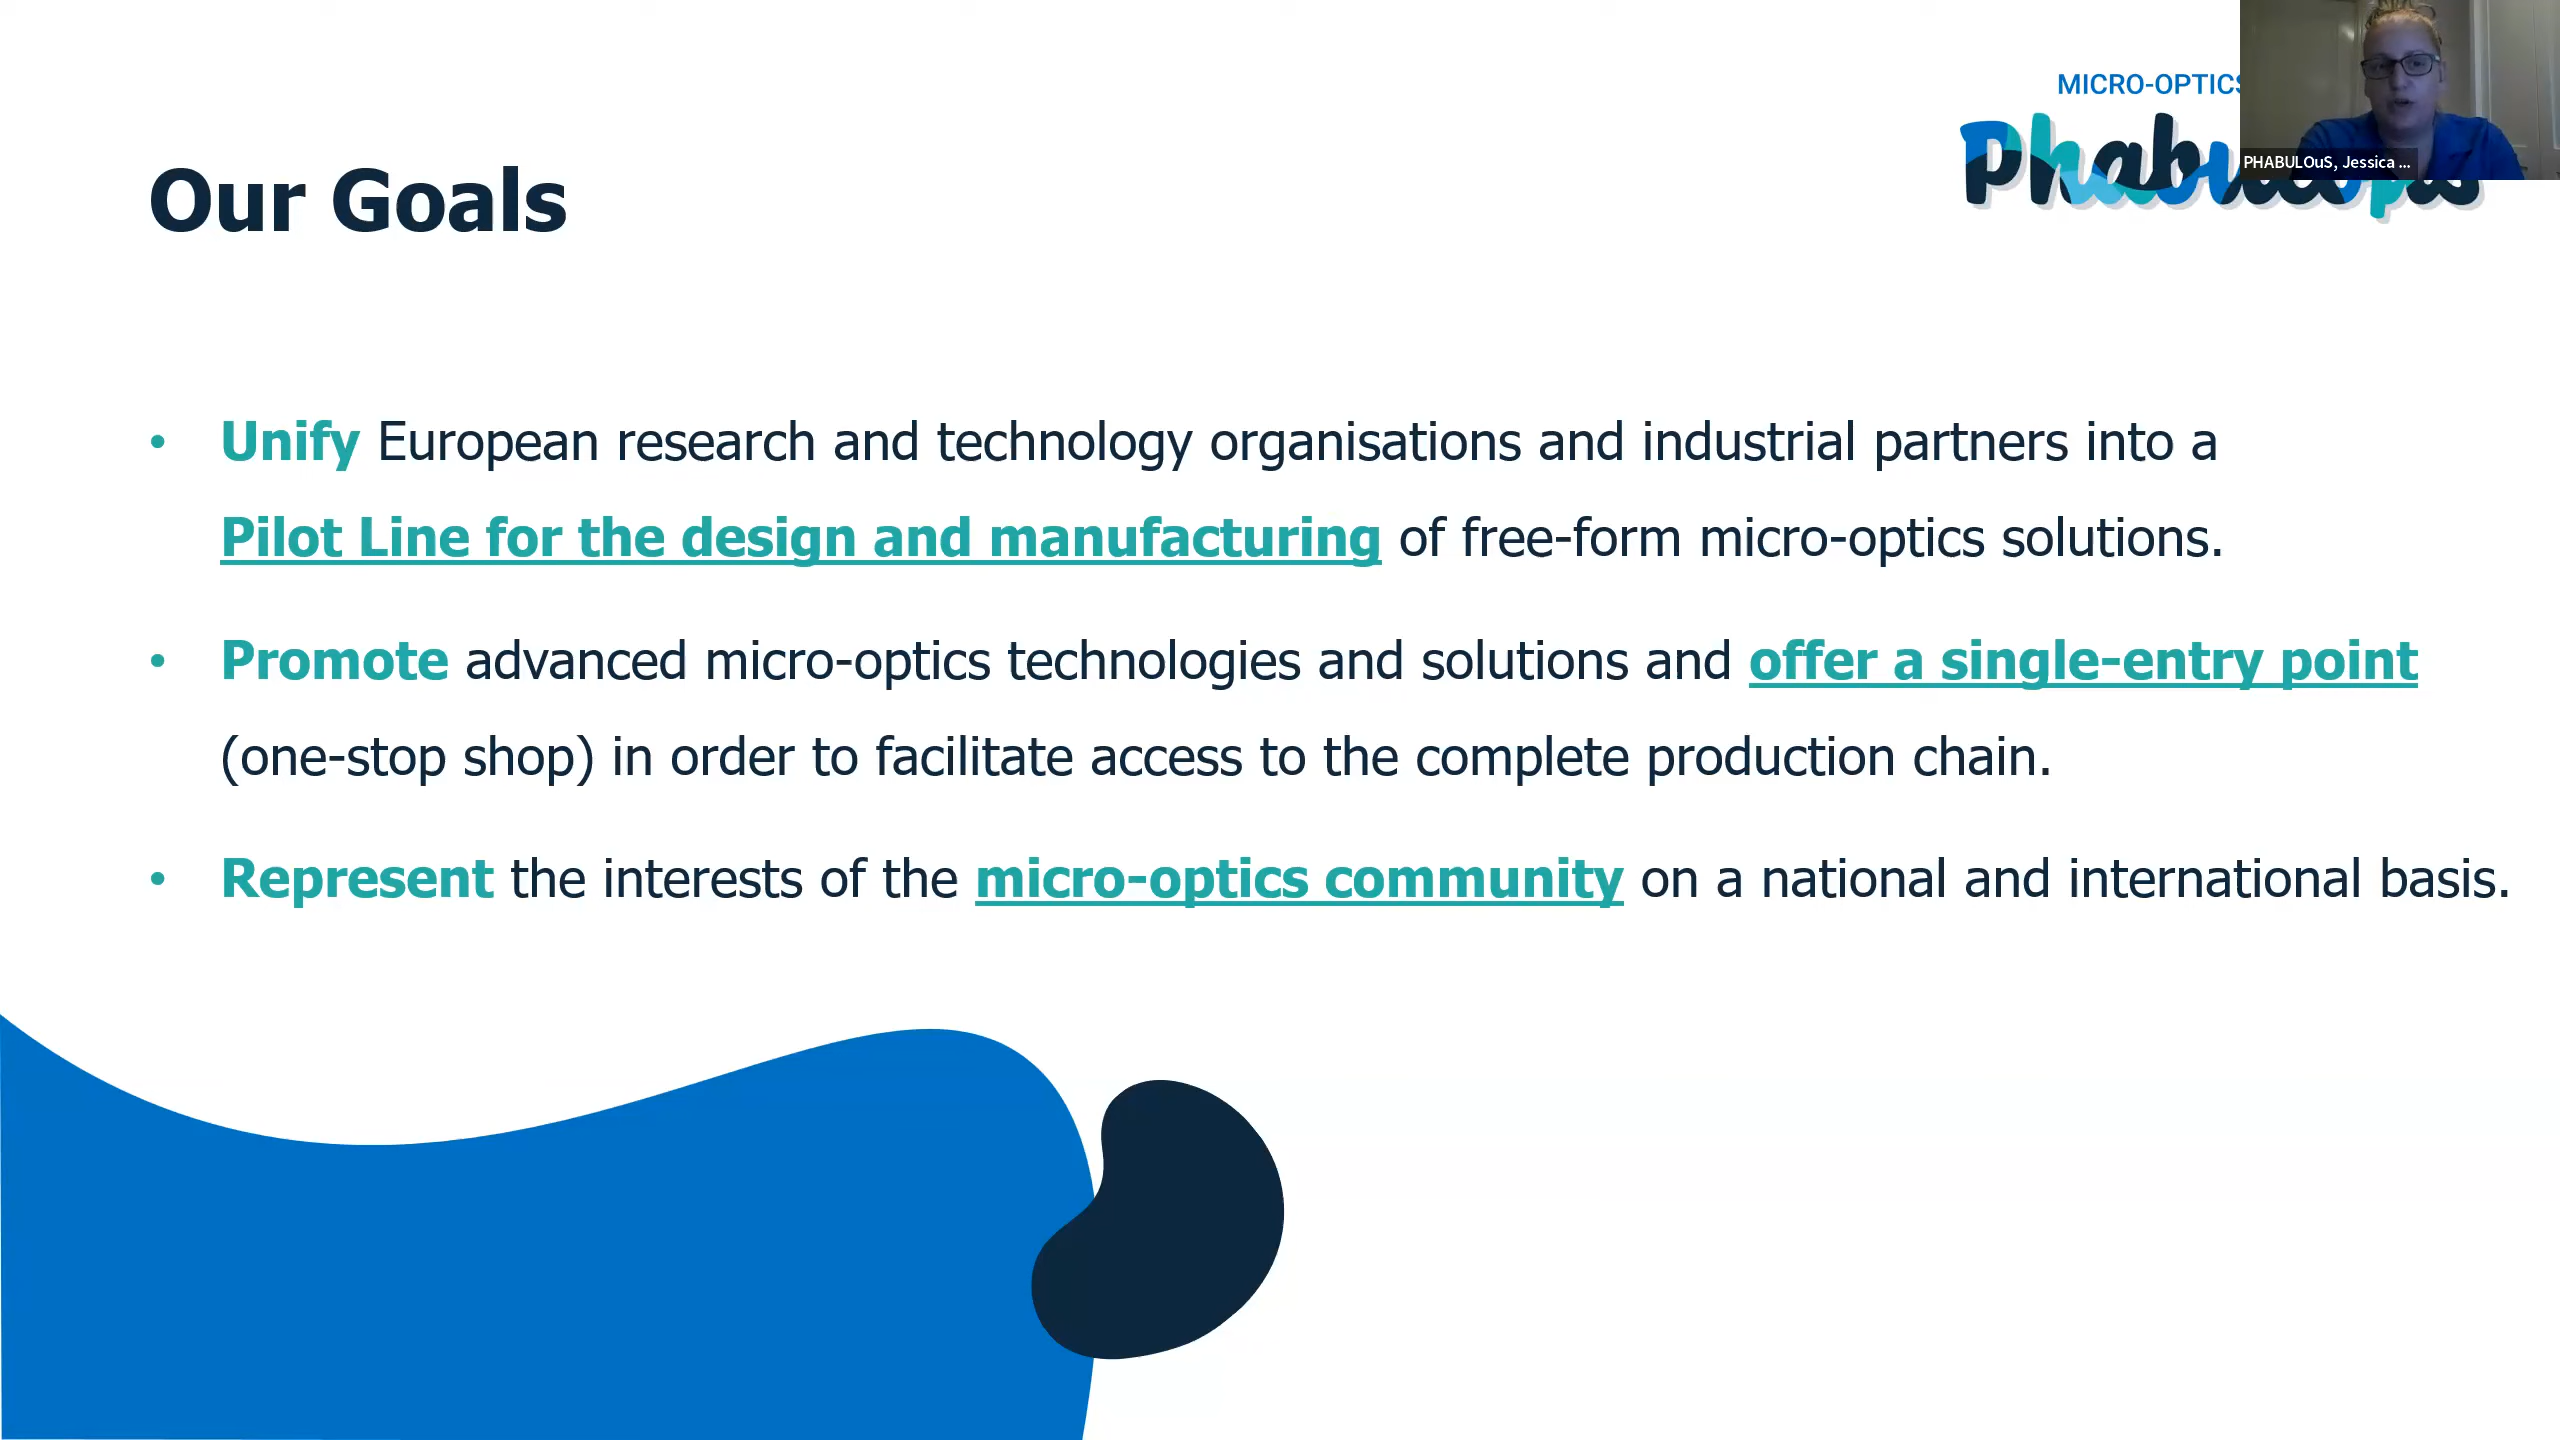 MICRO-OPTICS
PHABULOuS, Jessica ...
Our Goals
• Unify European research and technology organisations and industrial partners into a
Pilot Line for the design and manufacturing of free-form micro-optics solutions.
• Promote advanced micro-optics technologies and solutions and offer a single-entry point
(one-stop shop) in order to facilitate access to the complete production chain.
• Represent the interests of the micro-optics community on a national and international basis.